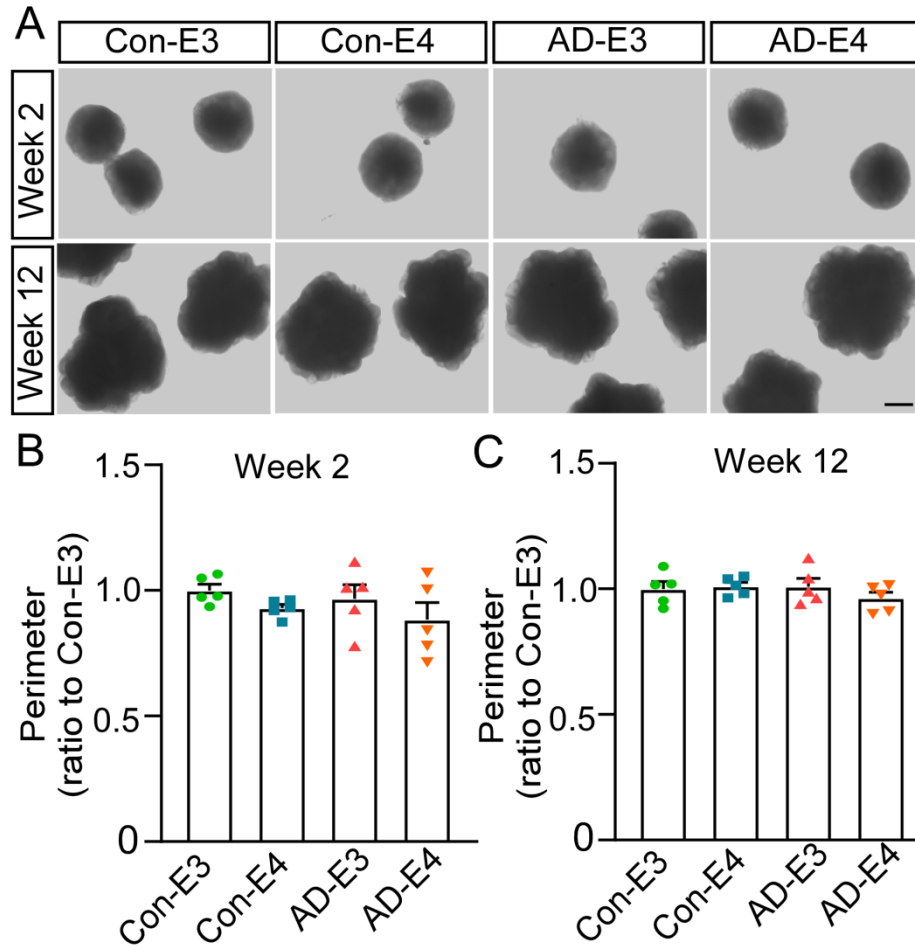 A
Con-E3
Con-E4
AD-E3
AD-E4
Week 2
Week 12
B
Week 2
Perimeter
(ratio to Con-E3)
1.5
1.0
0.5
0
Con-E3
Con-E4
AD-E3
AD-E4
C
Week 12
Perimeter
(ratio to Con-E3)
1.5
1.0
0.5
0
Con-E3
Con-E4
AD-E3
AD-E4